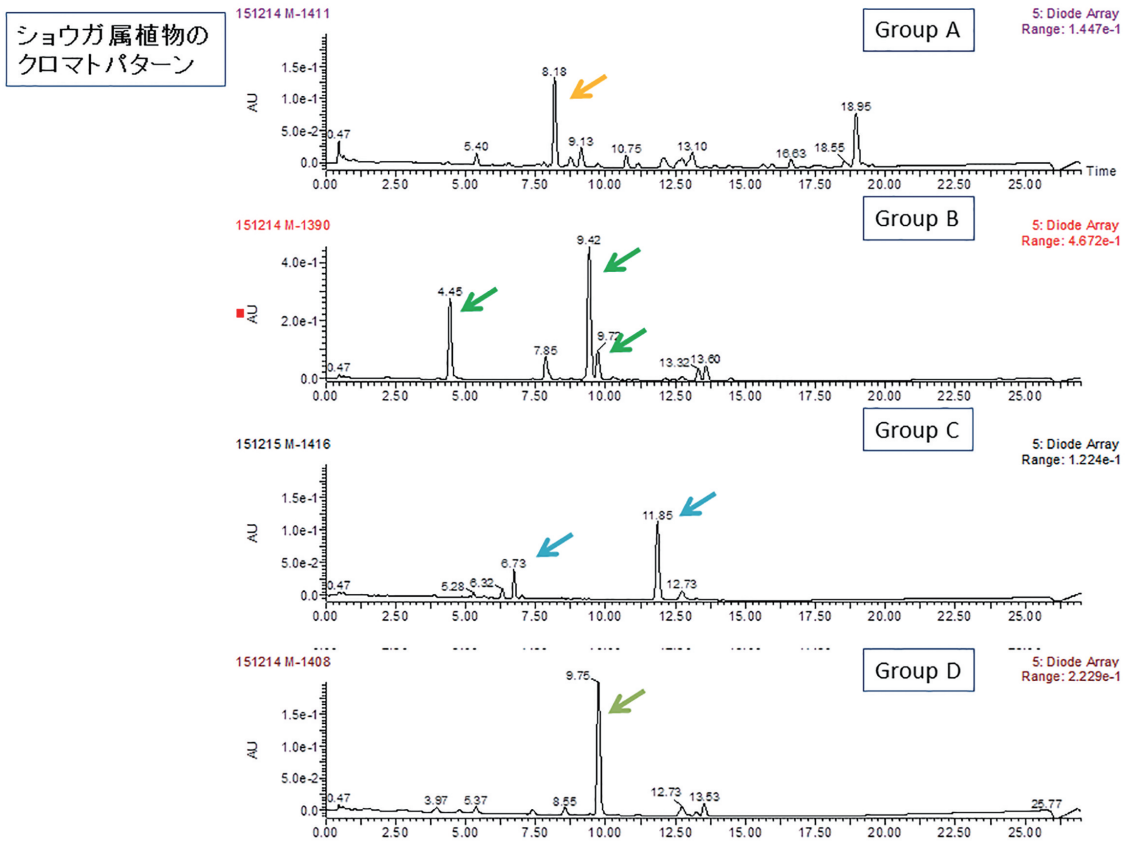 ショウガ属植物の
クロマトパターン
151214 M-1411
Group A
5: Diode Array
Range: 1.447e-1
AU
1.5e-1
1.0e-1
5.0e-2
0.0
0.47
5.40
8.18
9.13
10.75
13.10
16.63
18.55
18.95
0.00
2.50
5.00
7.50
10.00
12.50
15.00
17.50
20.00
22.50
25.00
Time
151214 M-1390
Group B
5: Diode Array
Range: 4.672e-1
AU
4.0e-1
2.0e-1
0.0
0.47
4.45
7.85
9.42
13.32
13.60
0.00
2.50
5.00
7.50
10.00
12.50
15.00
17.50
20.00
22.50
25.00
151215 M-1416
Group C
5: Diode Array
Range: 1.224e-1
AU
1.5e-1
1.0e-1
5.0e-2
0.0
0.47
5.28
6.32
6.73
11.85
12.73
0.00
2.50
5.00
7.50
10.00
12.50
15.00
17.50
20.00
22.50
25.00
151214 M-1408
Group D
5: Diode Array
Range: 2.229e-1
AU
1.5e-1
1.0e-1
5.0e-2
0.0
0.47
3.97
5.37
8.55
9.75
12.73
13.53
25.77
0.00
2.50
5.00
7.50
10.00
12.50
15.00
17.50
20.00
22.50
25.00